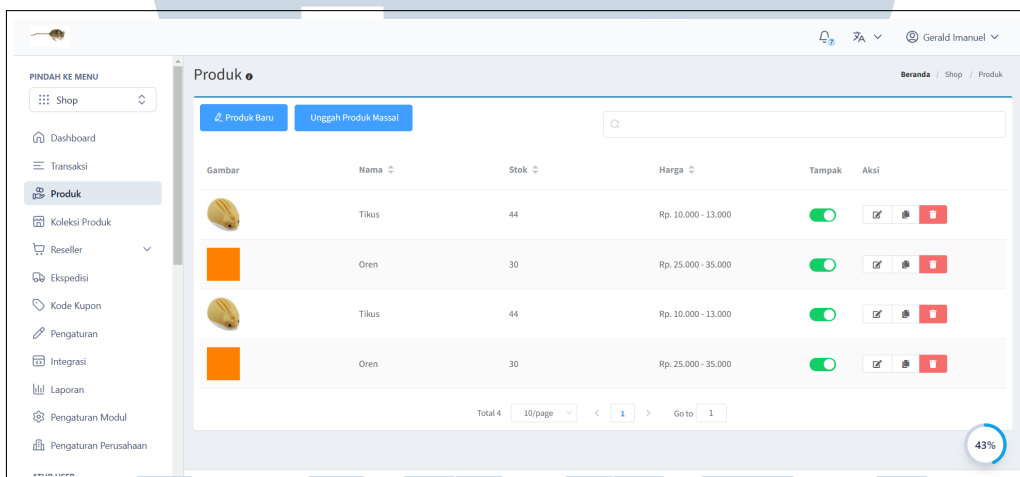 ?
Gerald Imanuel
PINDAH KE MENU
Shop
Dashboard
Transaksi
Produk
Koleksi Produk
Reseller
Ekspedisi
Kode Kupon
Pengaturan
Integrasi
Laporan
Pengaturan Modul
Pengaturan Perusahaan
ATUR USER
Produk
Beranda / Shop / Produk
Produk Baru
Unggah Produk Massal
Gambar Nama Stok Harga Tampak Aksi
Tikus 44 Rp. 10.000 - 13.000
Oren 30 Rp. 25.000 - 35.000
Tikus 44 Rp. 10.000 - 13.000
Oren 30 Rp. 25.000 - 35.000
Total 4 10/page < 1 > Go to 1
43%